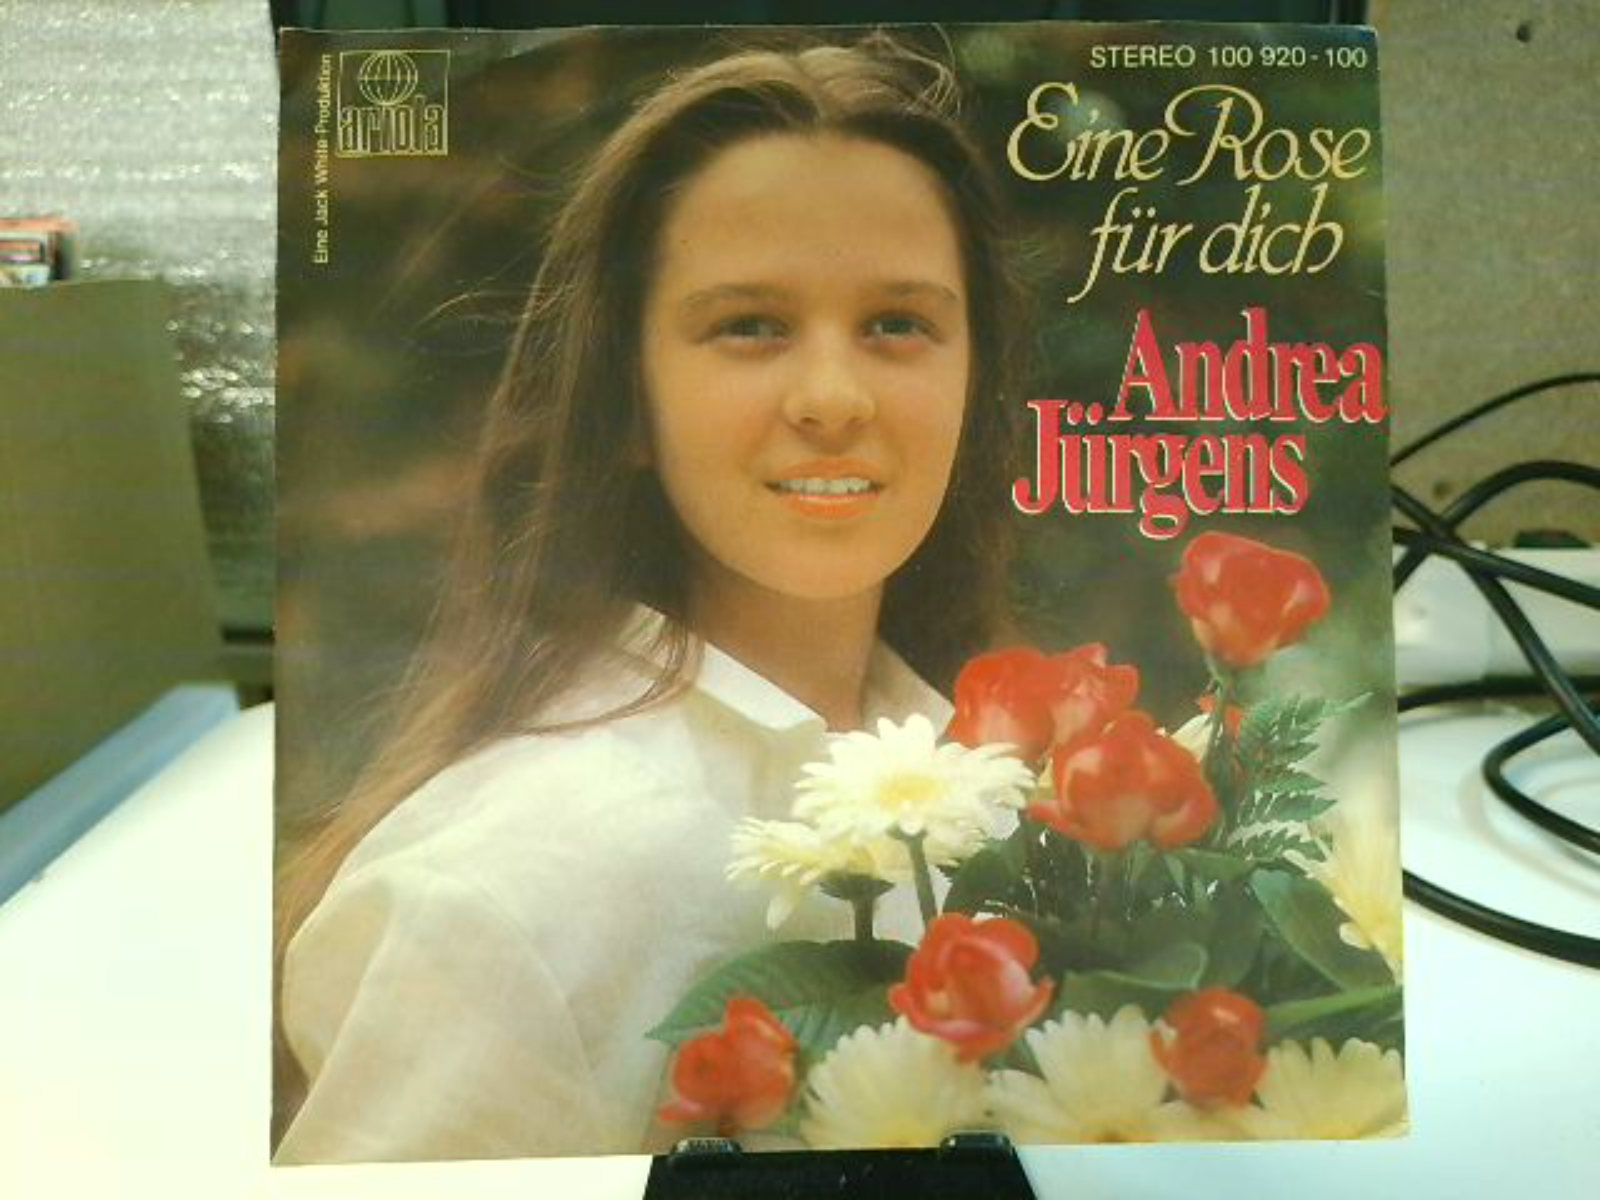 Eine Jack White-Produktion
ariola
STEREO 100 920-100
Eine Rose
für dich
Andrea
Jürgens